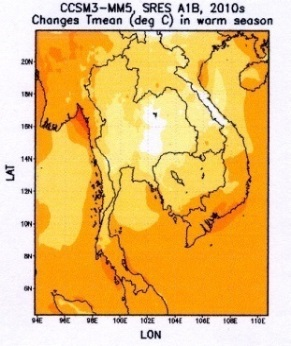 CCSM3-MM5, SRES A1B, 2010s
Changes Tmean (deg C) in warm season
LAT
20N
18N
16N
14N
12N
10N
8N
6N
94E 96E 98E 100E 102E 104E 106E 108E 110E
LON